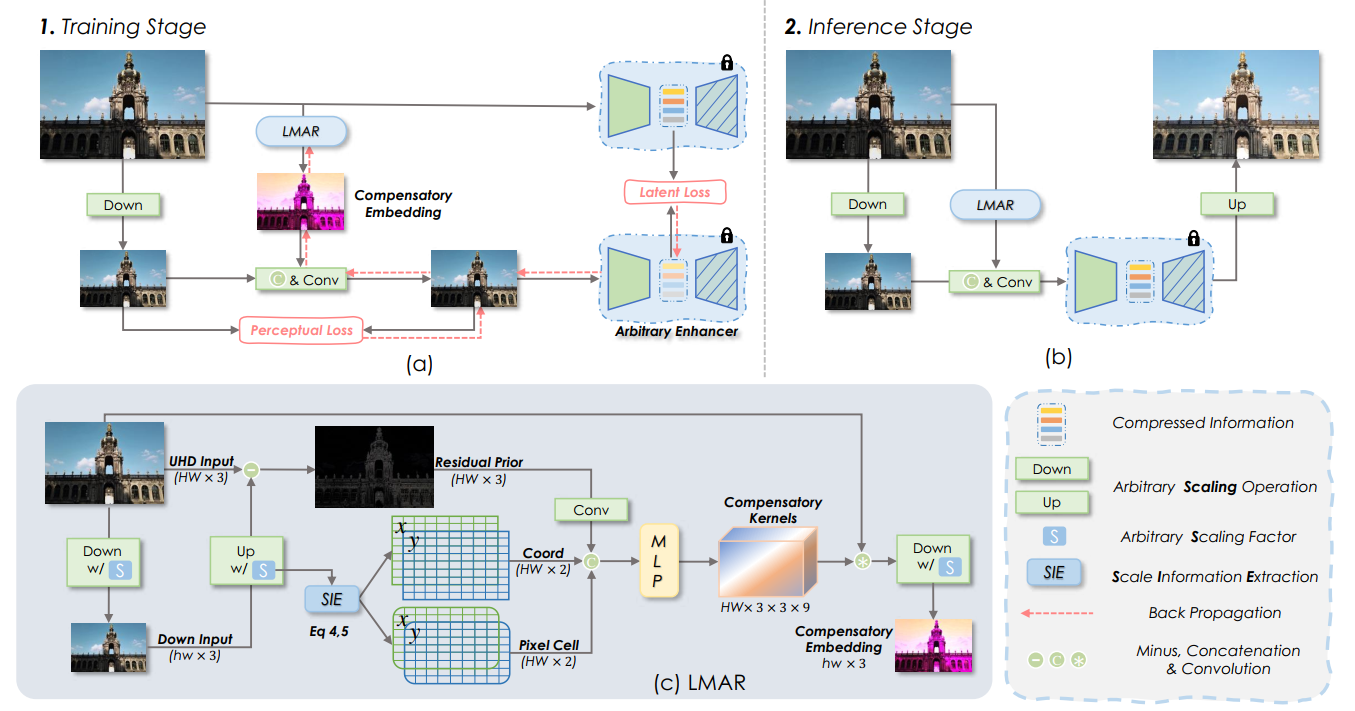 1. Training Stage
LMAR
Down
Compensatory
Embedding
Latent Loss
C & Conv
Perceptual Loss
Arbitrary Enhancer
(a)
2. Inference Stage
Down
LMAR
Up
C & Conv
(b)
UHD Input
(HW × 3)
−
Residual Prior
(HW × 3)
Down
w/ S
Up
w/ S
SIE
Eq 4,5
Down Input
(hw × 3)
x
y
Coord
(HW × 2)
x
y
Pixel Cell
(HW × 2)
Conv
C
M
L
P
Compensatory
Kernels
HW× 3 × 3 × 9
*
Down
w/ S
Compensatory
Embedding
hw × 3
(c) LMAR
Compressed Information
Down
Up
Arbitrary Scaling Operation
S
Arbitrary Scaling Factor
SIE
Scale Information Extraction
Back Propagation
− C *
Minus, Concatenation
& Convolution